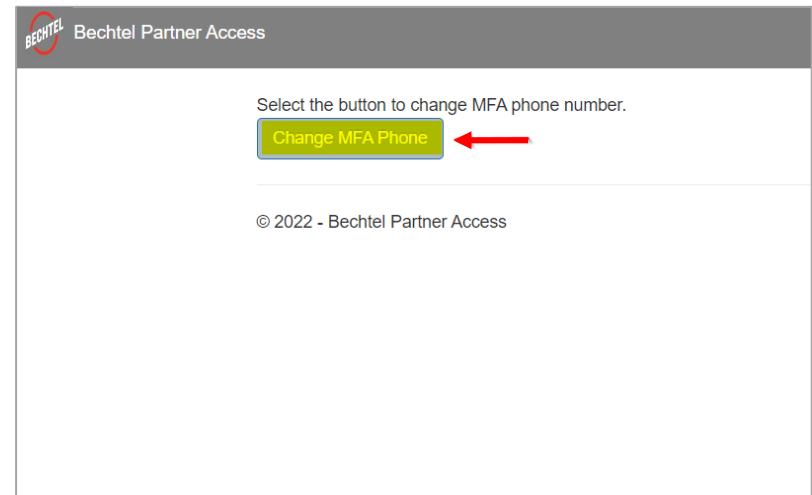 BECHTEL Bechtel Partner Access
Select the button to change MFA phone number.
Change MFA Phone
© 2022 - Bechtel Partner Access